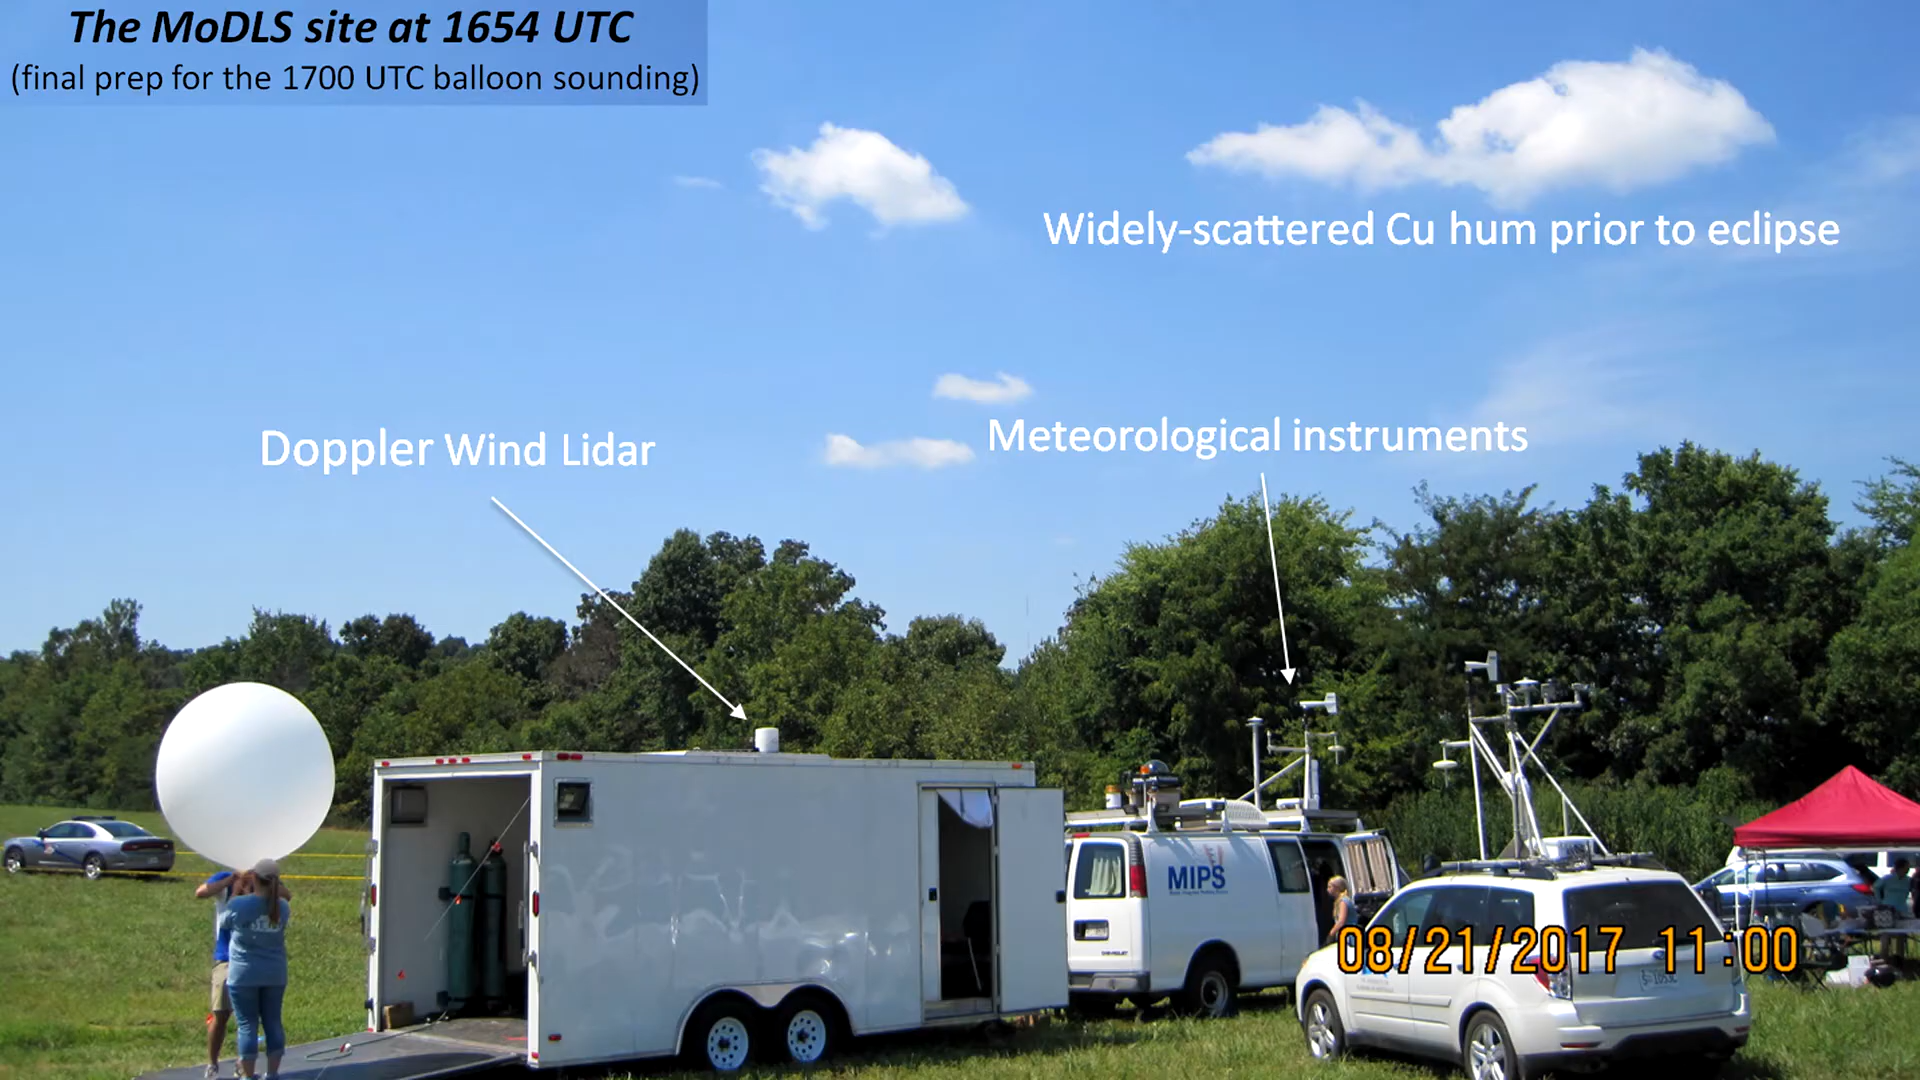 The MoDLS site at 1654 UTC
(final prep for the 1700 UTC balloon sounding)
Widely-scattered Cu hum prior to eclipse
Doppler Wind Lidar
Meteorological instruments
MIPS
08/21/2017 11:00